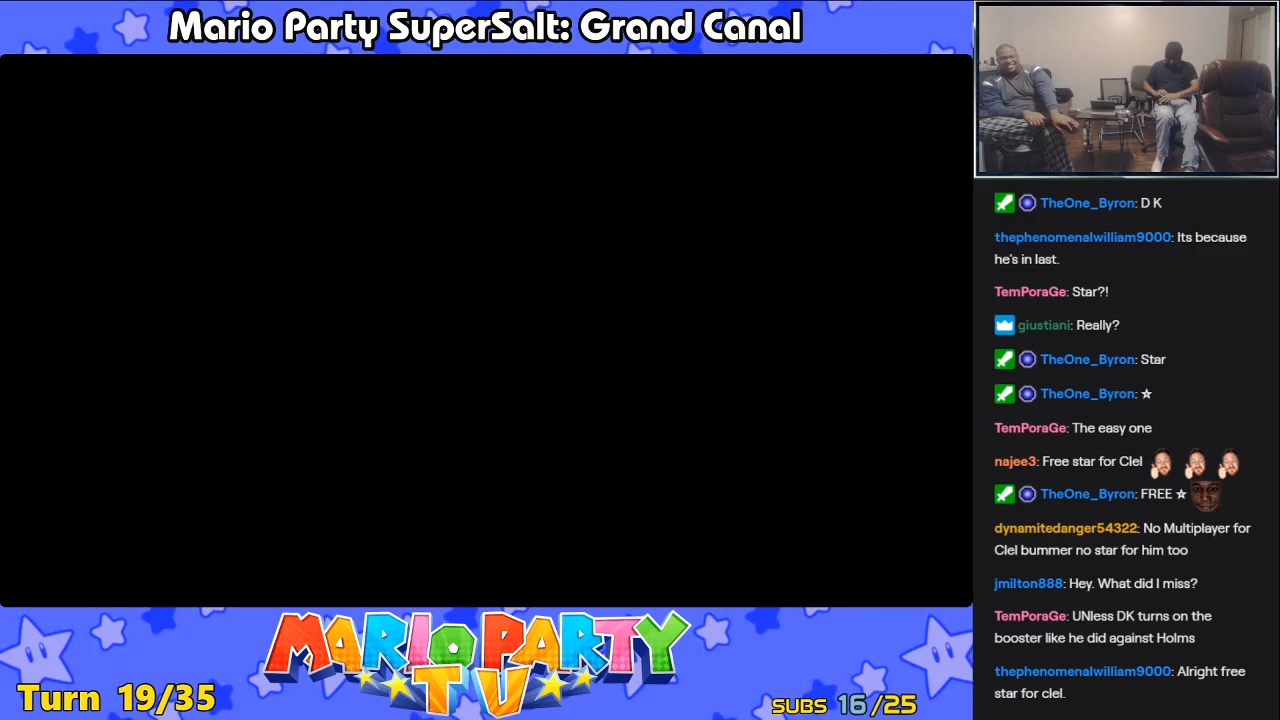 Mario Party SuperSalt: Grand Canal
TheOne_Byron: D K
thephenomenalwilliam9000: Its because
he's in last.
TemPoraGe: Star?!
giustiani: Really?
TheOne_Byron: Star
TheOne_Byron: ☆
TemPoraGe: The easy one
najee3: Free star for Clel
TheOne_Byron: FREE ★
dynamitedanger54322: No Multiplayer for
Clel bummer no star for him too
jmilton888: Hey. What did I miss?
TemPoraGe: UNless DK turns on the
booster like he did against Holms
thephenomenalwilliam9000: Alright free
star for clel.
MARIO PARTY
TV
Turn 19/35
SUBS 16/25